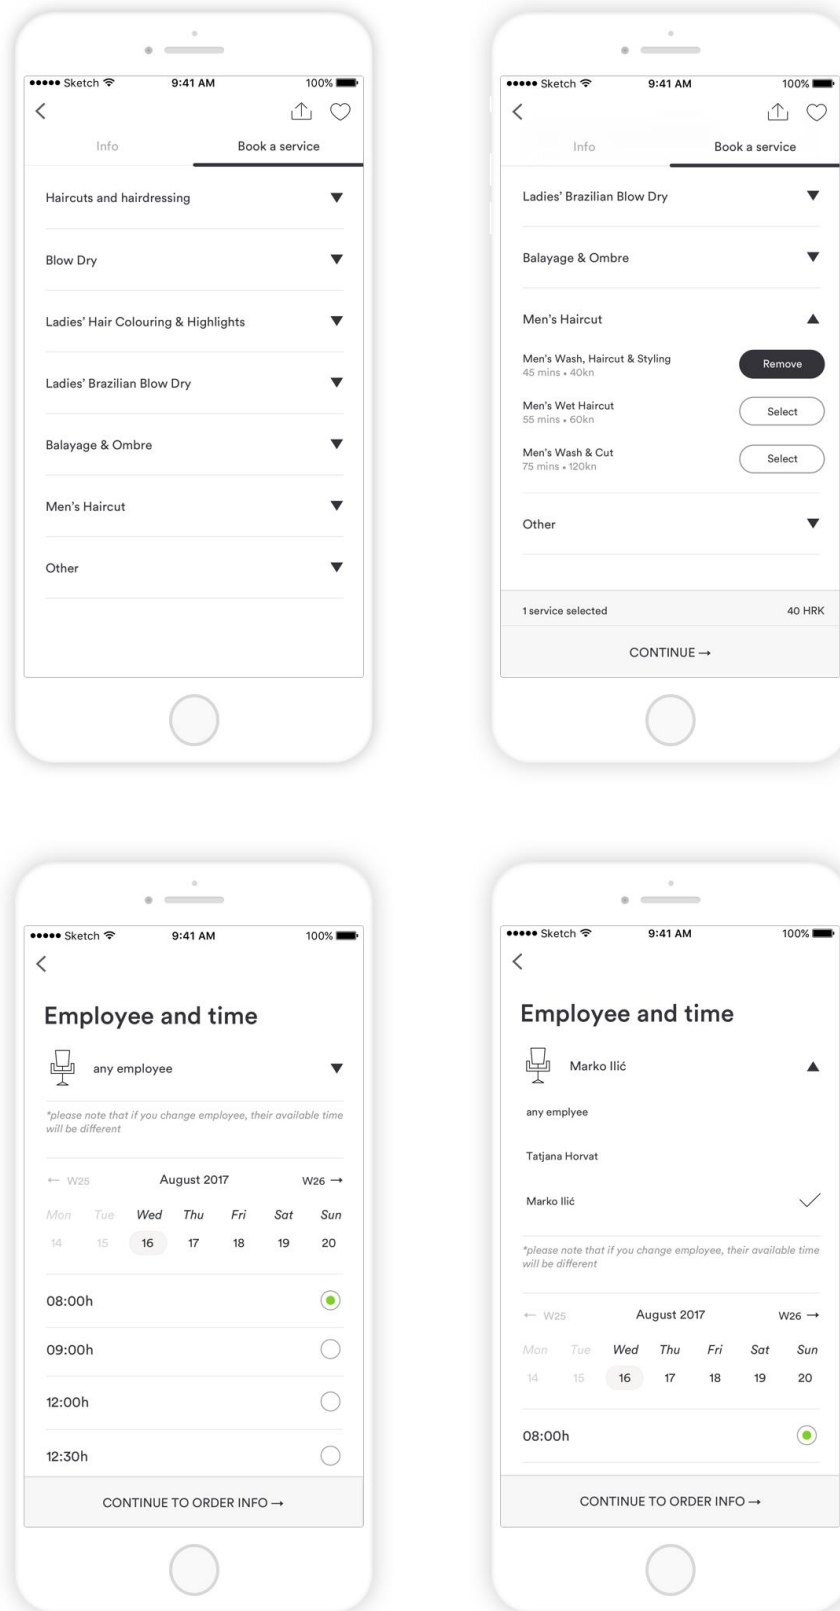 ●●●●● Sketch 9:41 AM 100%
Info Book a service
Haircuts and hairdressing ▼
Blow Dry ▼
Ladies' Hair Colouring & Highlights ▼
Ladies' Brazilian Blow Dry ▼
Balayage & Ombre ▼
Men's Haircut ▼
Other ▼
●●●●● Sketch 9:41 AM 100%
Info Book a service
Ladies' Brazilian Blow Dry ▼
Balayage & Ombre ▼
Men's Haircut ▲
Men's Wash, Haircut & Styling
45 mins • 40kn
Remove
Men's Wet Haircut
55 mins • 60kn
Select
Men's Wash & Cut
75 mins • 120kn
Select
Other ▼
1 service selected 40 HRK
CONTINUE →
●●●●● Sketch 9:41 AM 100%
Employee and time
any employee ▼
*please note that if you change employee, their available time
will be different
← W25 August 2017 W26 →
Mon Tue Wed Thu Fri Sat Sun
14 15 16 17 18 19 20
08:00h
09:00h
12:00h
12:30h
CONTINUE TO ORDER INFO →
●●●●● Sketch 9:41 AM 100%
Employee and time
Marko Ilić ▲
any emplyee
Tatjana Horvat
Marko Ilić
*please note that if you change employee, their available time
will be different
← W25 August 2017 W26 →
Mon Tue Wed Thu Fri Sat Sun
14 15 16 17 18 19 20
08:00h
CONTINUE TO ORDER INFO →